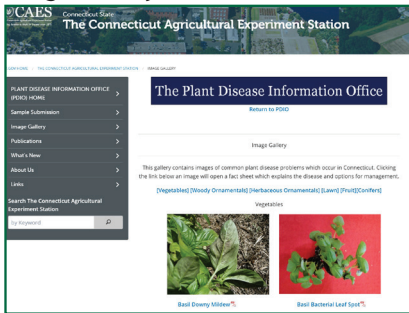 CAES
Connecticut State
The Connecticut Agricultural Experiment Station
THE CONNECTICUT AGRICULTURAL EXPERIMENT STATION
IMAGE GALLERY
PLANT DISEASE INFORMATION OFFICE
(PDIO) HOME
Sample Submission
Image Gallery
Publications
What's New
About Us
Links
Search The Connecticut Agricultural
Experiment Station
by Keyword
The Plant Disease Information Office
Return to PDIO
Image Gallery
This gallery contains images of common plant disease problems which occur in Connecticut. Clicking
the link below an image will open a fact sheet which explains the disease and options for management.
[Vegetables] [Woody Ornamentals] [Herbaceous Ornamentals] [Lawn] [Fruit][Conifers]
Vegetables
Basil Downy Mildew
Basil Bacterial Leaf Spot